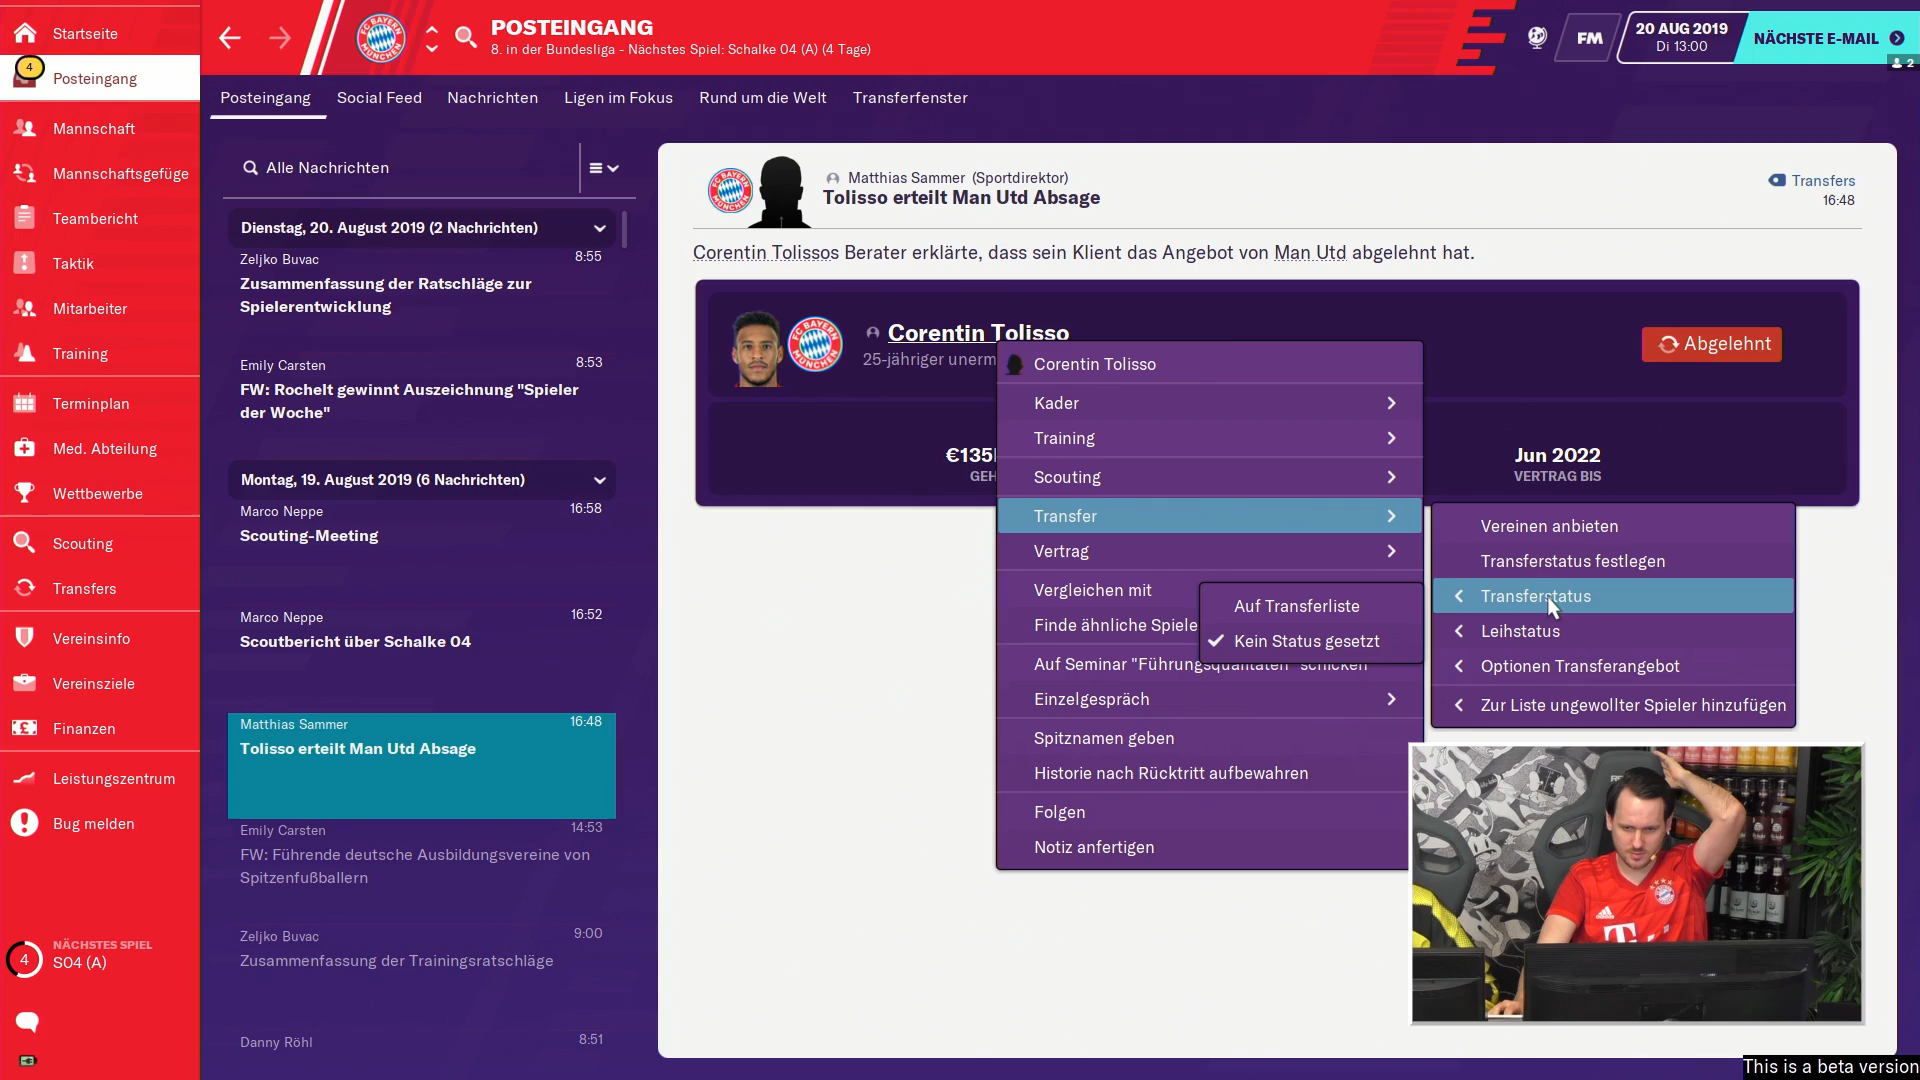 Startseite
4
Posteingang
Mannschaft
Mannschaftsgefüge
Teambericht
Taktik
Mitarbeiter
Training
Terminplan
Med. Abteilung
Wettbewerbe
Scouting
Transfers
Vereinsinfo
Vereinsziele
Finanzen
Leistungszentrum
Bug melden
4
NÄCHSTES SPIEL
S04 (A)
POSTEINGANG
8. in der Bundesliga - Nächstes Spiel: Schalke 04 (A) (4 Tage)
FM
20 AUG 2019
Di 13:00
NÄCHSTE E-MAIL
2
Posteingang
Social Feed
Nachrichten
Ligen im Fokus
Rund um die Welt
Transferfenster
Alle Nachrichten
Dienstag, 20. August 2019 (2 Nachrichten)
Zeljko Buvac
8:55
Zusammenfassung der Ratschläge zur
Spielerentwicklung
Emily Carsten
8:53
FW: Rochelt gewinnt Auszeichnung "Spieler
der Woche"
Montag, 19. August 2019 (6 Nachrichten)
Marco Neppe
16:58
Scouting-Meeting
Marco Neppe
16:52
Scoutbericht über Schalke 04
Matthias Sammer
16:48
Tolisso erteilt Man Utd Absage
Emily Carsten
14:53
FW: Führende deutsche Ausbildungsvereine von
Spitzenfußballern
Zeljko Buvac
9:00
Zusammenfassung der Trainingsratschläge
Danny Röhl
8:51
FC BAYERN
MÜNCHEN
Matthias Sammer (Sportdirektor)
Tolisso erteilt Man Utd Absage
Transfers
16:48
Corentin Tolissos Berater erklärte, dass sein Klient das Angebot von Man Utd abgelehnt hat.
Corentin Tolisso
25-jähriger unerm
Abgelehnt
€135
GEH
Jun 2022
VERTRAG BIS
Corentin Tolisso
Kader
Training
Scouting
Transfer
Vertrag
Vergleichen mit
Finde ähnliche Spiele
Auf Seminar "Führungsqualitäten" schicken
Einzelgespräch
Spitznamen geben
Historie nach Rücktritt aufbewahren
Folgen
Notiz anfertigen
Auf Transferliste
Kein Status gesetzt
Vereinen anbieten
Transferstatus festlegen
Transferstatus
Leihstatus
Optionen Transferangebot
Zur Liste ungewollter Spieler hinzufügen
This is a beta version